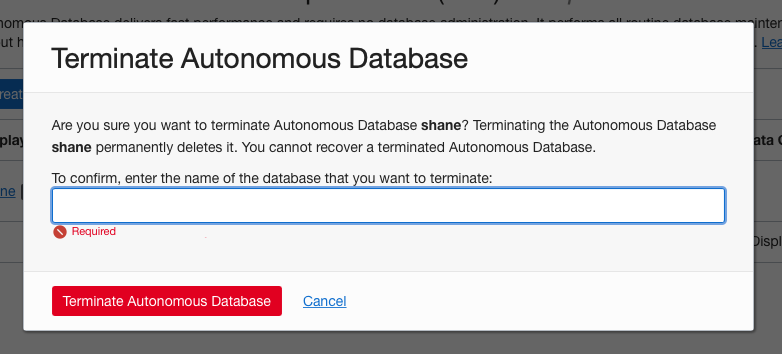 nomous Database delivers fast performance and requires no database administration. It performs all routine database mainten
ut h
Lea
Terminate Autonomous Database
reat
Are you sure you want to terminate Autonomous Database shane? Terminating the Autonomous Database
shane permanently deletes it. You cannot recover a terminated Autonomous Database.
play
ata C
To confirm, enter the name of the database that you want to terminate:
ne
Required
Displ
Terminate Autonomous Database Cancel